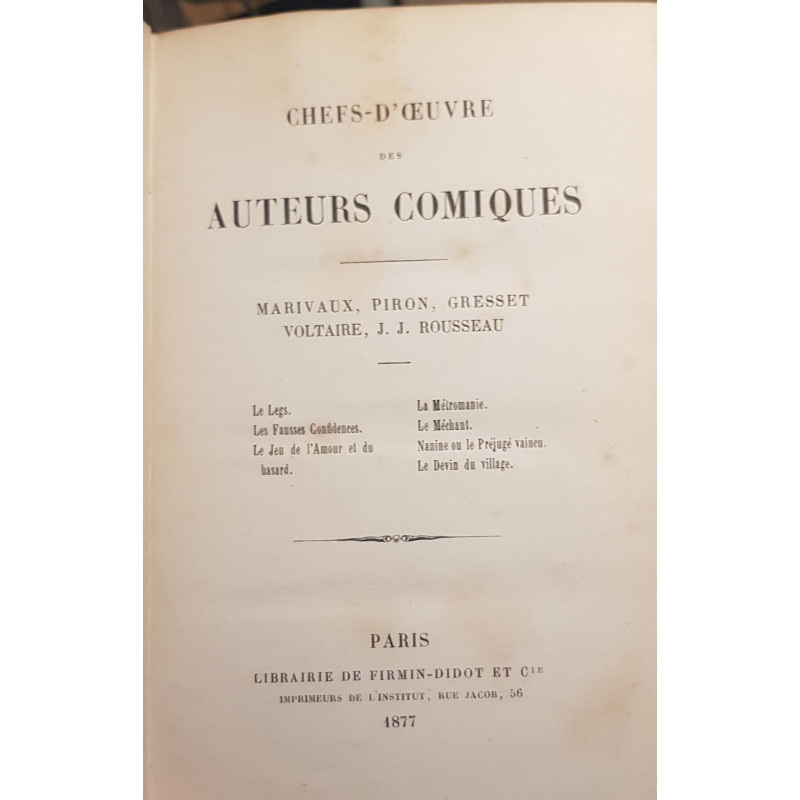 CHEFS-D'ŒUVRE
DES
AUTEURS COMIQUES
MARIVAUX, PIRON, GRESSET
VOLTAIRE, J. J. ROUSSEAU
Le Legs.
Les Fausses Confidences.
Le Jeu de l'Amour et du
hasard.
La Métromanie.
Le Méchant.
Nanine ou le Préjugé vaincu.
Le Devin du village.
PARIS
LIBRAIRIE DE FIRMIN-DIDOT ET CIE
IMPRIMEURS DE L'INSTITUT, RUE JACOB, 56
1877